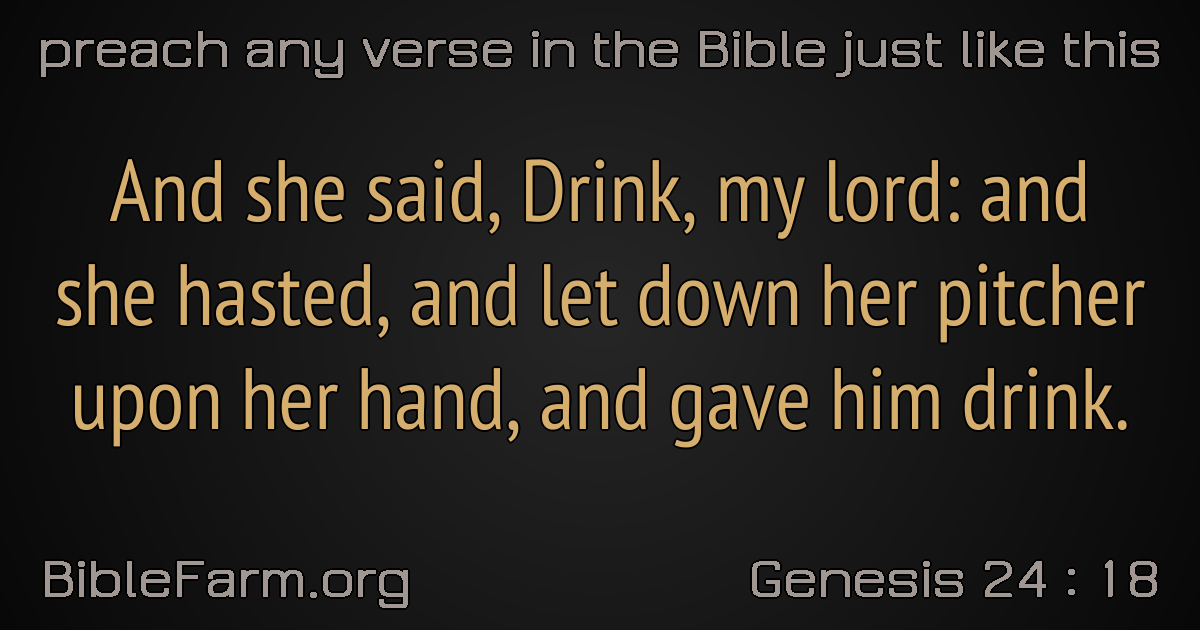 preach any verse in the Bible just like this
And she said, Drink, my lord: and
she hasted, and let down her pitcher
upon her hand, and gave him drink.
BibleFarm.org
Genesis 24 : 18